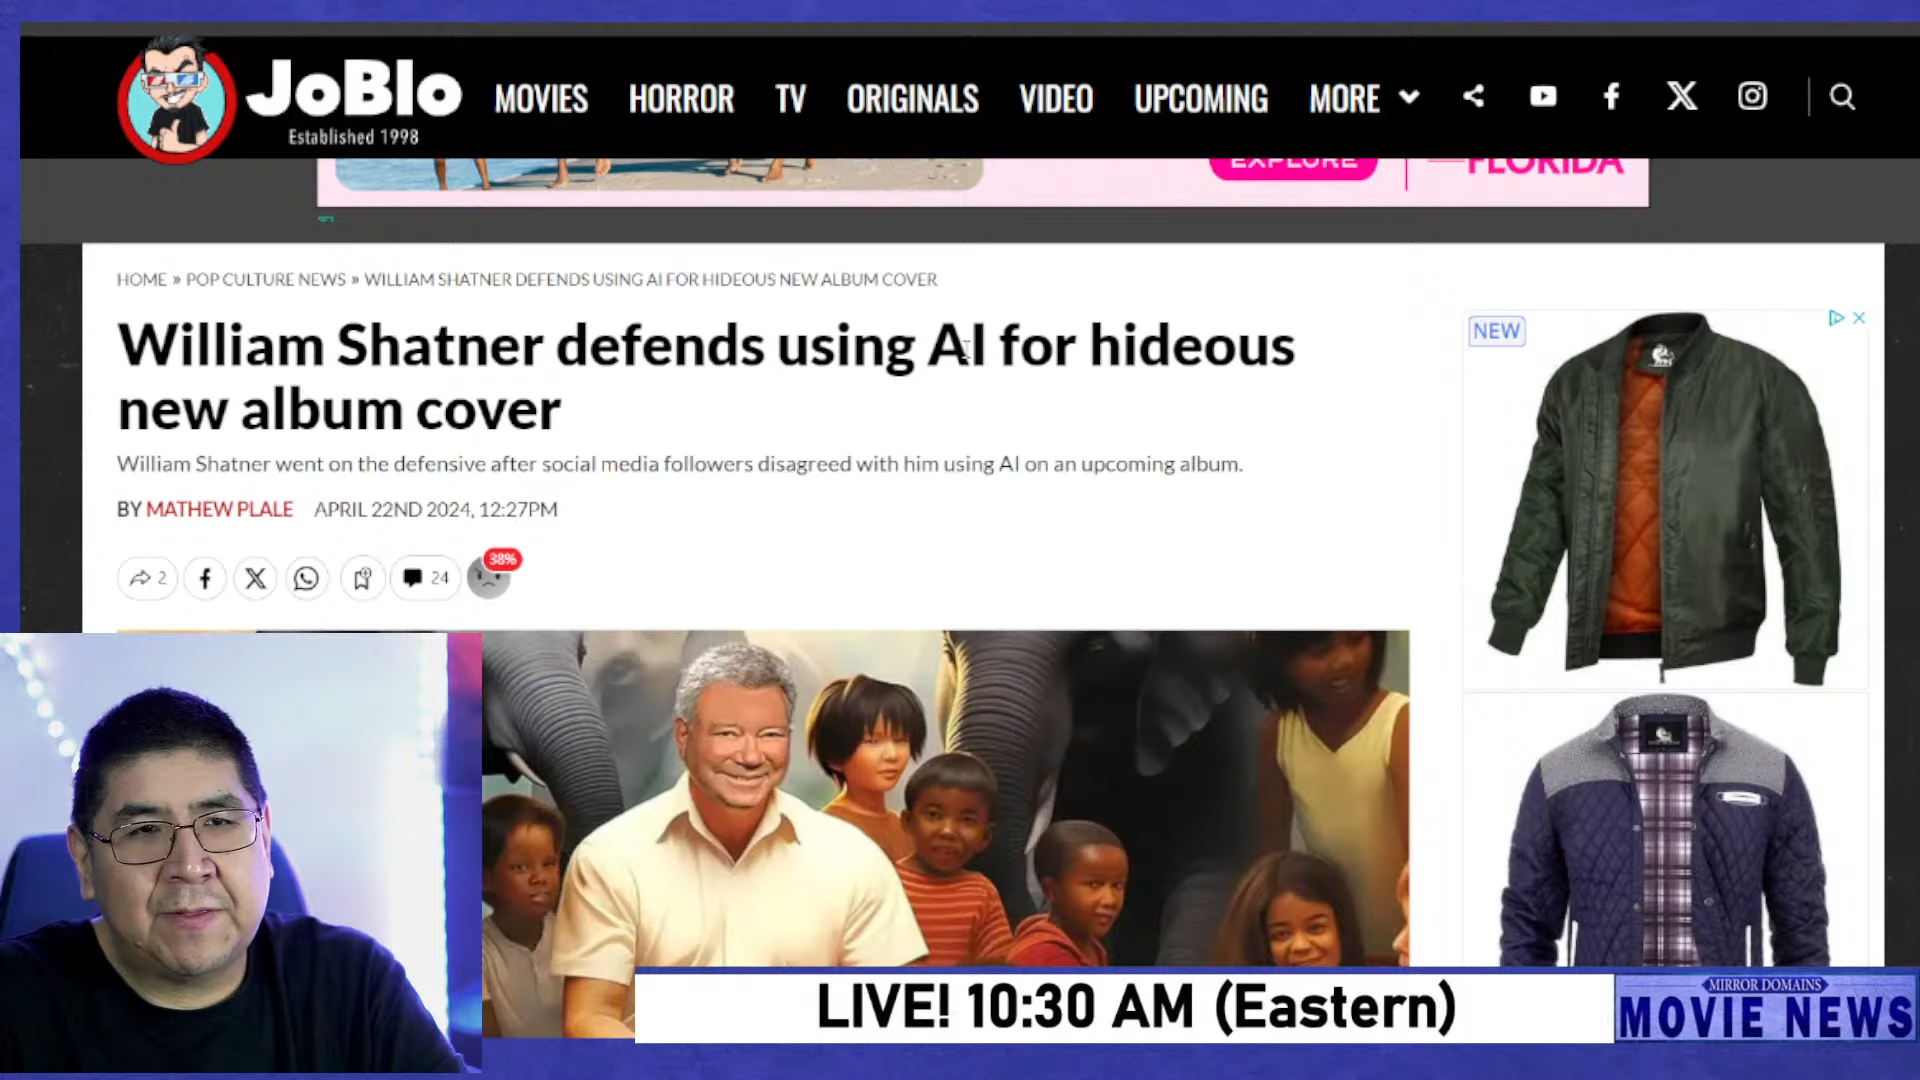 JoBlo
Established 1998
MOVIES HORROR TV ORIGINALS VIDEO UPCOMING MORE
EXPLORE
FLORIDA
HOME » POP CULTURE NEWS » WILLIAM SHATNER DEFENDS USING AI FOR HIDEOUS NEW ALBUM COVER
William Shatner defends using AI for hideous
new album cover
William Shatner went on the defensive after social media followers disagreed with him using AI on an upcoming album.
BY MATHEW PLALE APRIL 22ND 2024, 12:27PM
2
24
38%
NEW
LIVE! 10:30 AM (Eastern)
MIRROR DOMAINS
MOVIE NEWS